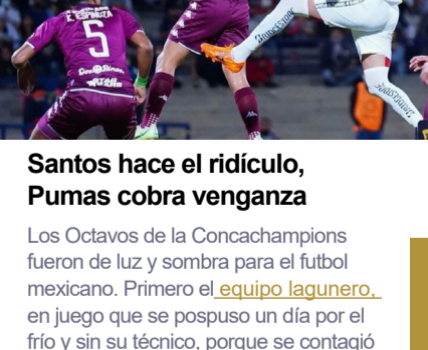 E. ESPINOZA
5
BRIDGESTONE
Santos hace el ridículo,
Pumas cobra venganza
Los Octavos de la Concachampions
fueron de luz y sombra para el futbol
mexicano. Primero el equipo lagunero,
en juego que se pospuso un día por el
frío y sin su técnico, porque se contagió